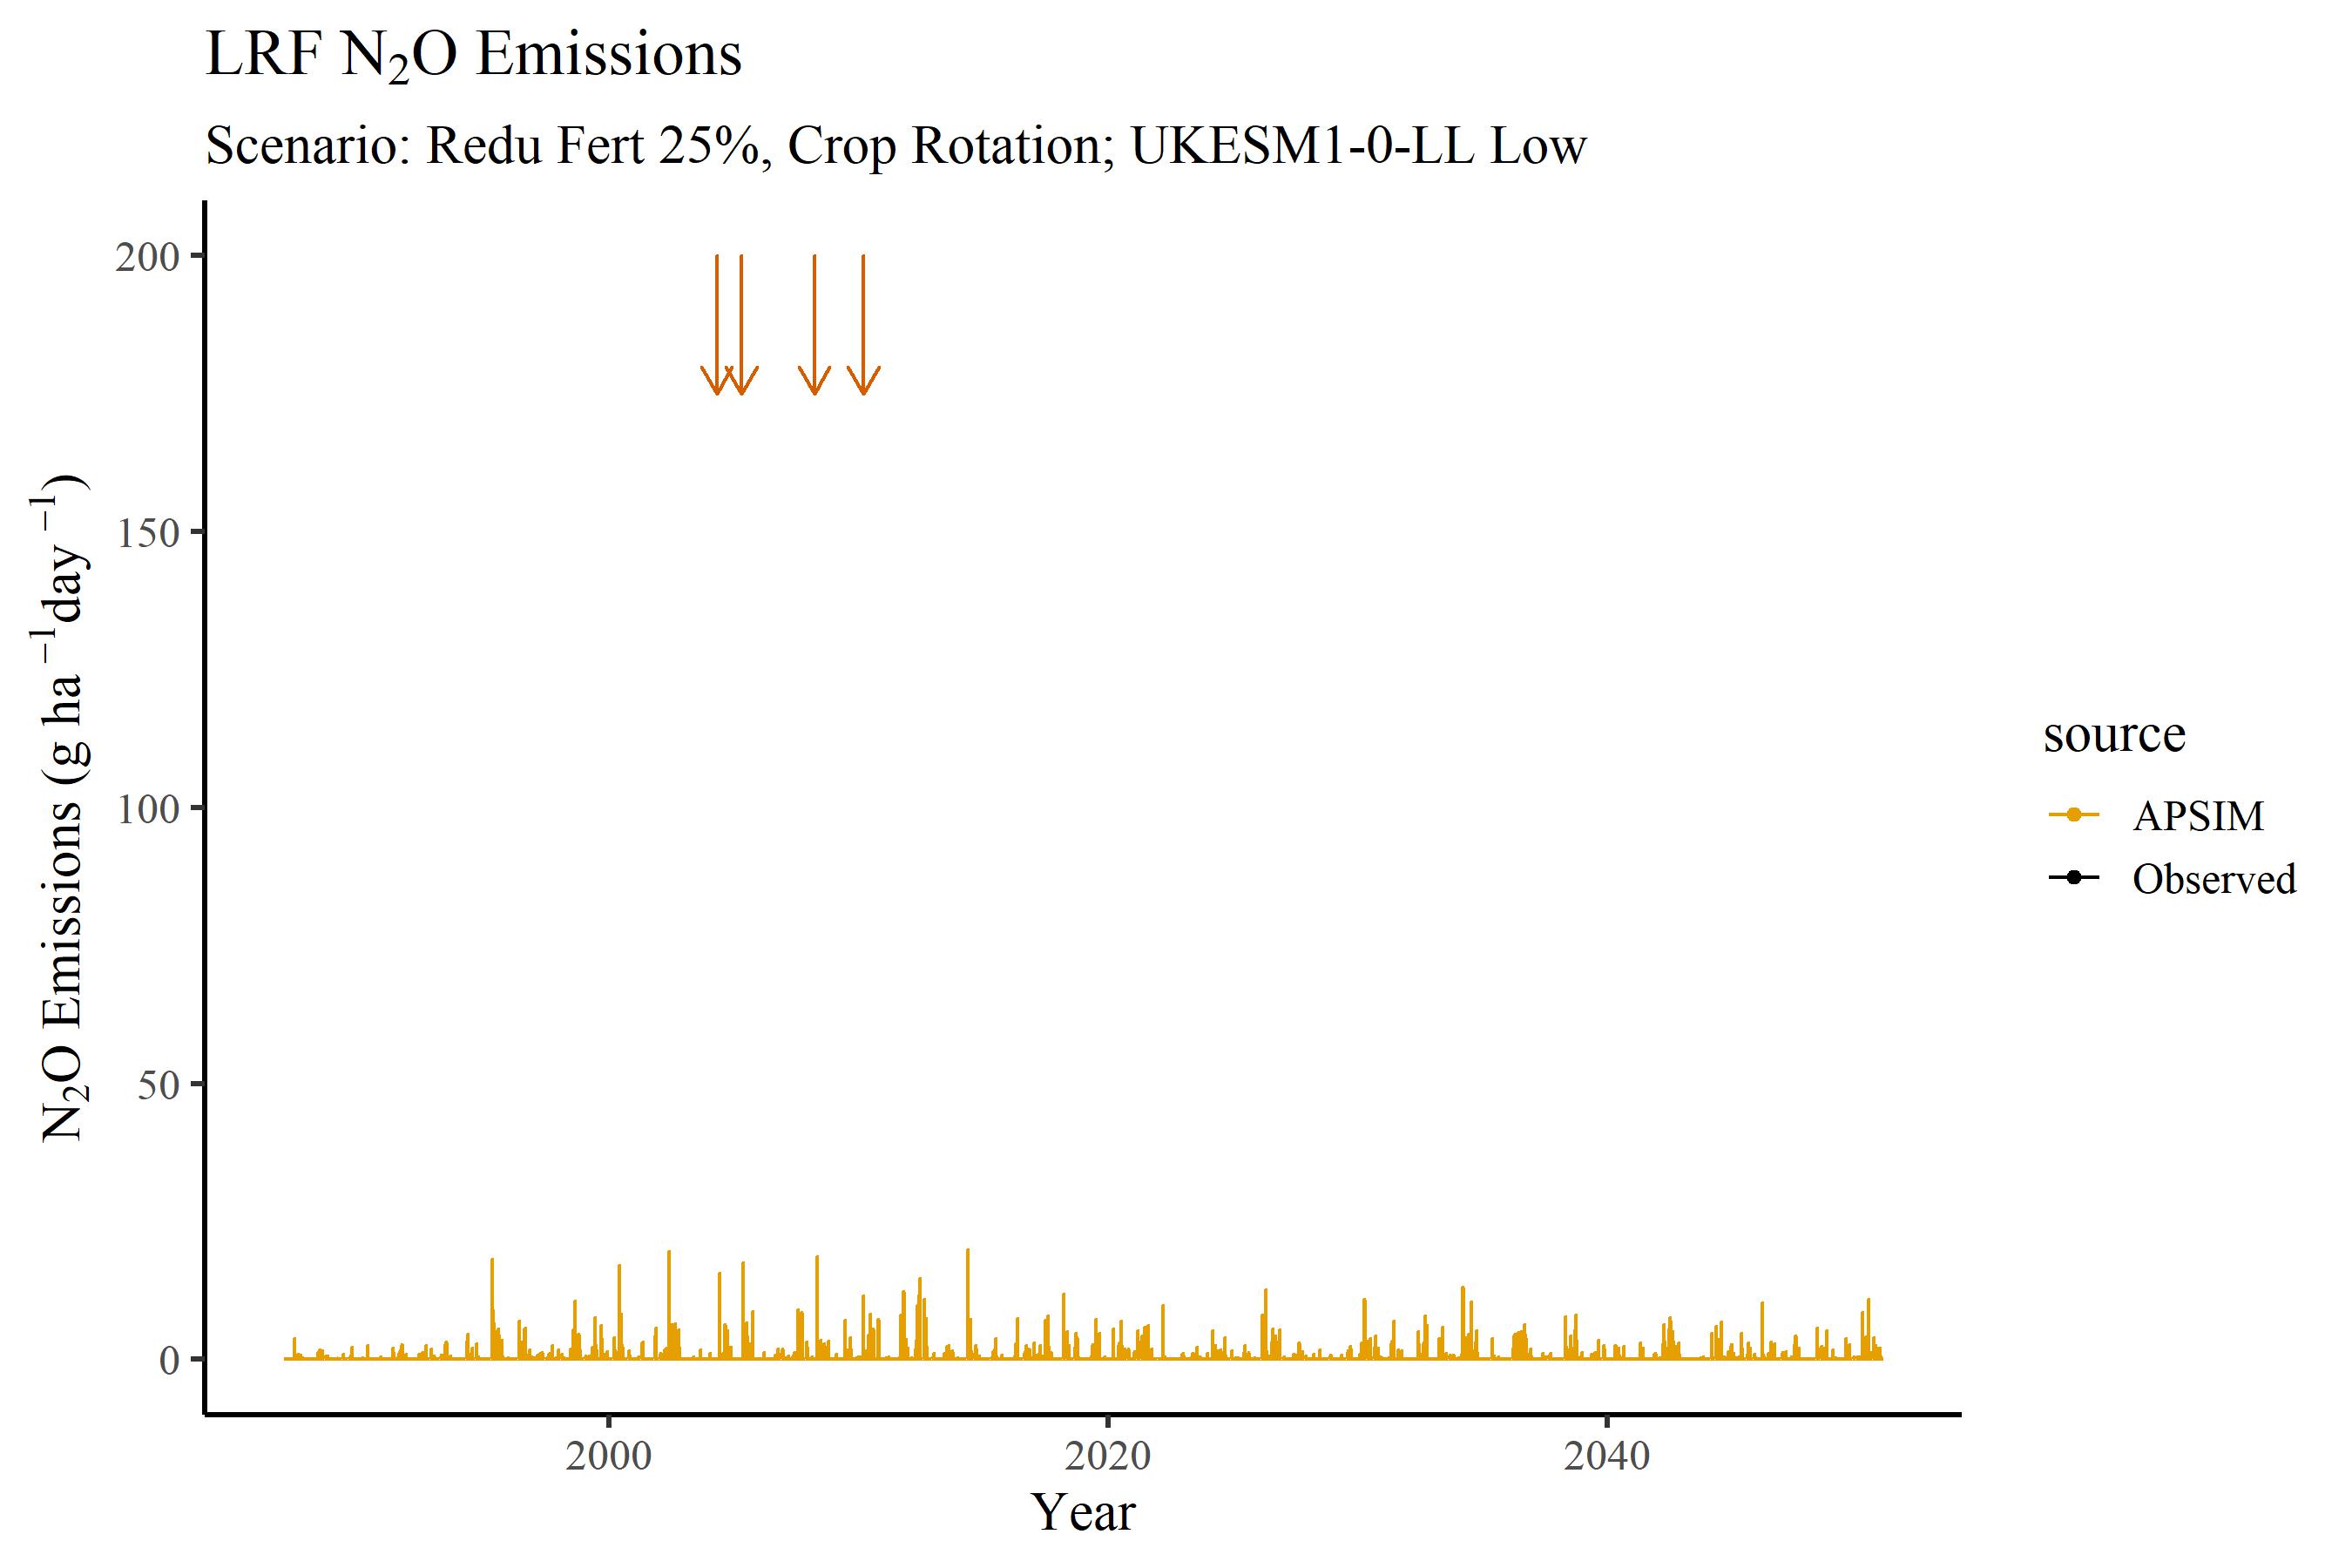 LRF N₂O Emissions
Scenario: Redu Fert 25%, Crop Rotation; UKESM1-0-LL Low
N₂O Emissions (g ha ⁻¹day ⁻¹)
200
150
100
50
0
2000 2020 2040
Year
source
APSIM
Observed